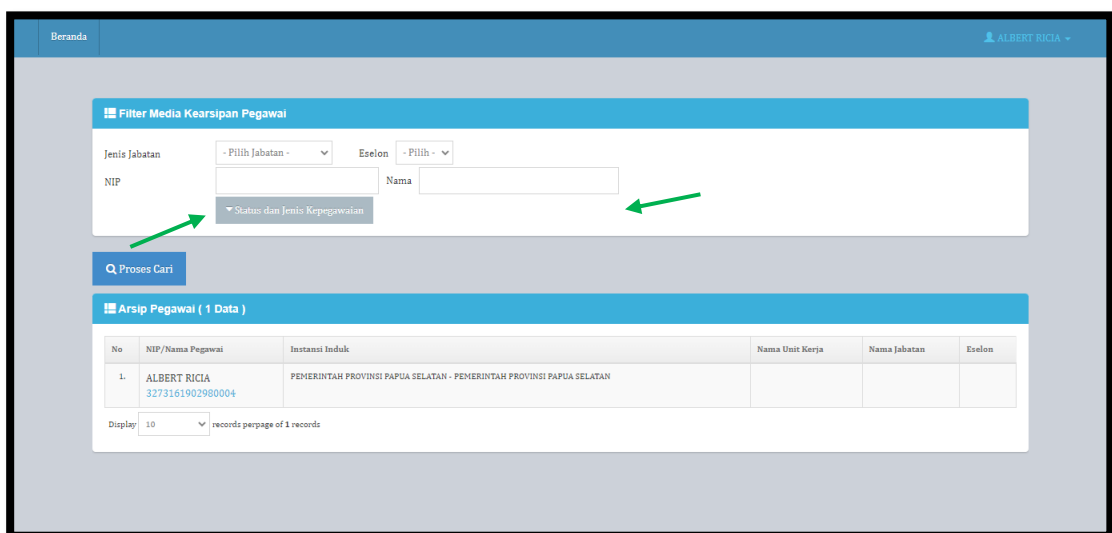 Beranda
ALBERT RICIA
Filter Media Kearsipan Pegawai
Jenis Jabatan - Pilih Jabatan - Eselon - Pilih -
NIP Nama
Status dan Jenis Kepegawaian
Proses Cari
Arsip Pegawai ( 1 Data )
No NIP/Nama Pegawai Instansi Induk Nama Unit Kerja Nama Jabatan Eselon
1. ALBERT RICIA PEMERINTAH PROVINSI PAPUA SELATAN - PEMERINTAH PROVINSI PAPUA SELATAN
3273161902980004
Display 10 records perpage of 1 records